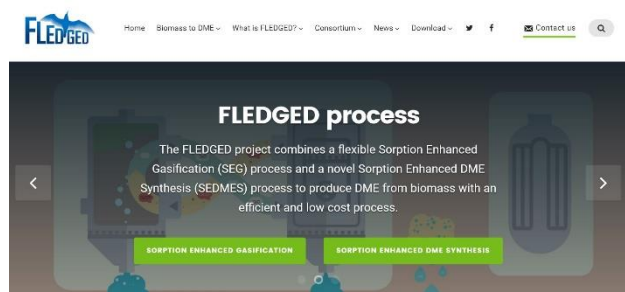 FLEDGED
Home Biomass to DME What is FLEDGED? Consortium News Download Contact us
FLEDGED process
The FLEDGED project combines a flexible Sorption Enhanced
Gasification (SEG) process and a novel Sorption Enhanced DME
Synthesis (SEDMES) process to produce DME from biomass with an
efficient and low cost process.
SORPTION ENHANCED GASIFICATION SORPTION ENHANCED DME SYNTHESIS